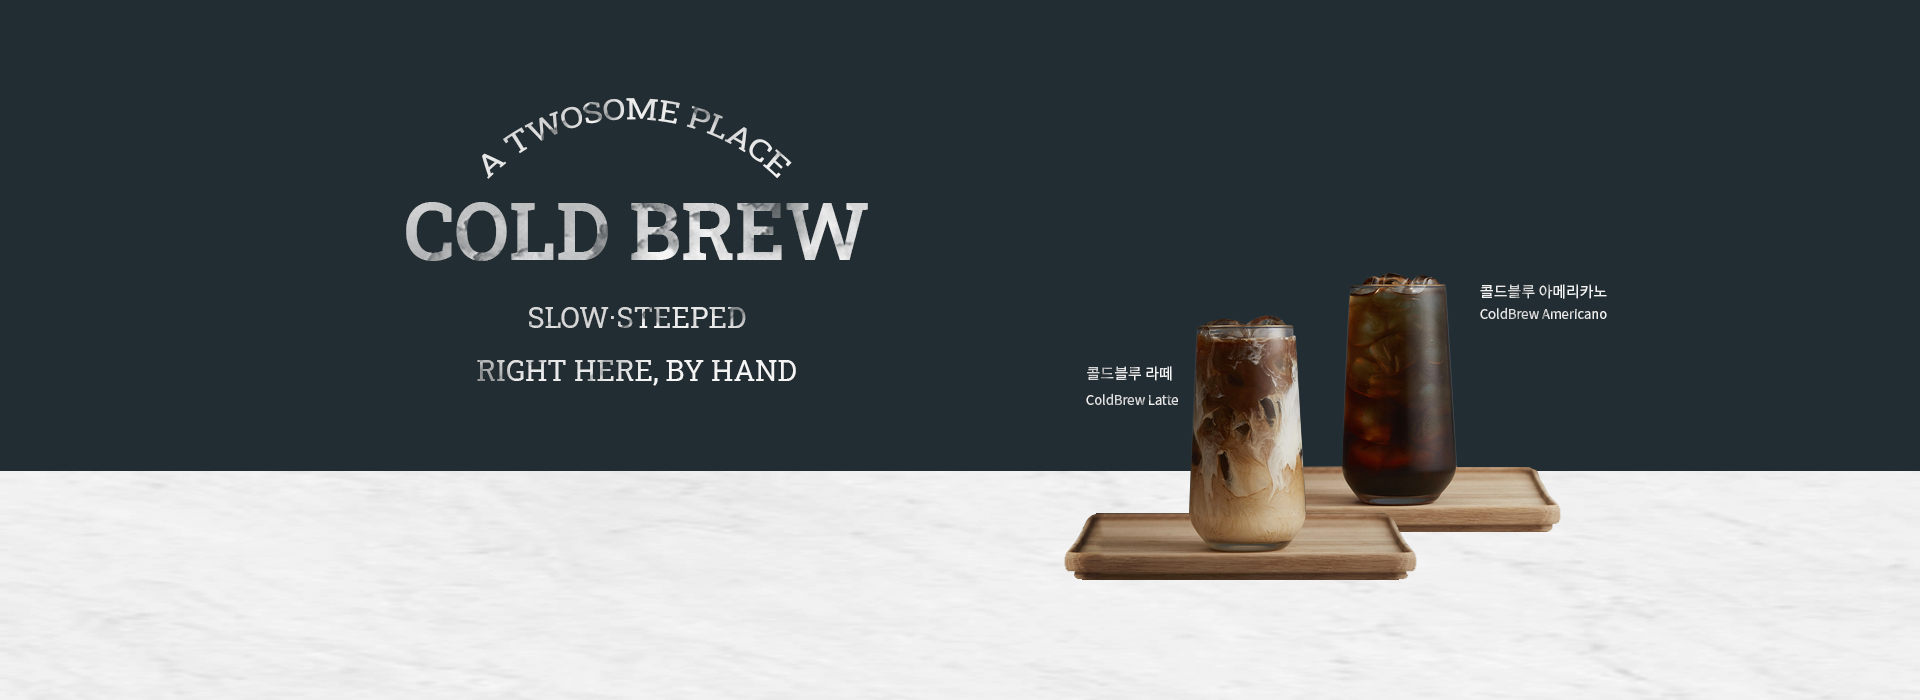 A TWOSOME PLACE
COLD BREW
SLOW·STEEPED
RIGHT HERE, BY HAND
콜드블루 아메리카노
ColdBrew Americano
콜드블루 라떼
ColdBrew Latte